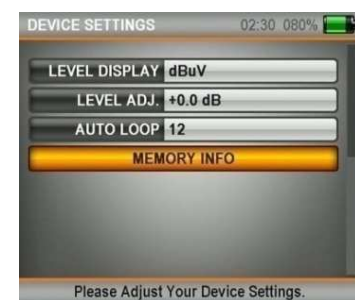 DEVICE SETTINGS 02:30 080%
LEVEL DISPLAY dBuV
LEVEL ADJ. +0.0 dB
AUTO LOOP 12
MEMORY INFO
Please Adjust Your Device Settings.